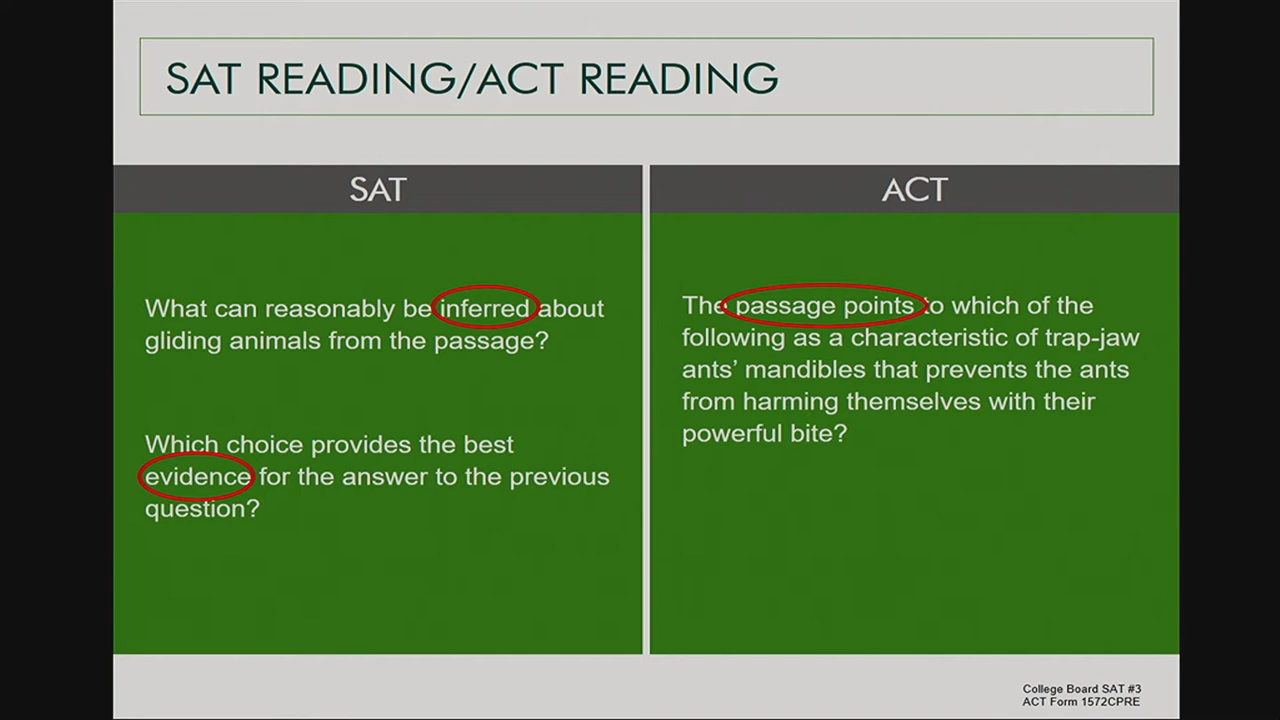 SAT READING/ACT READING
SAT
What can reasonably be inferred about
gliding animals from the passage?
Which choice provides the best
evidence for the answer to the previous
question?
ACT
The passage points to which of the
following as a characteristic of trap-jaw
ants’ mandibles that prevents the ants
from harming themselves with their
powerful bite?
College Board SAT #3
ACT Form 1572CPRE